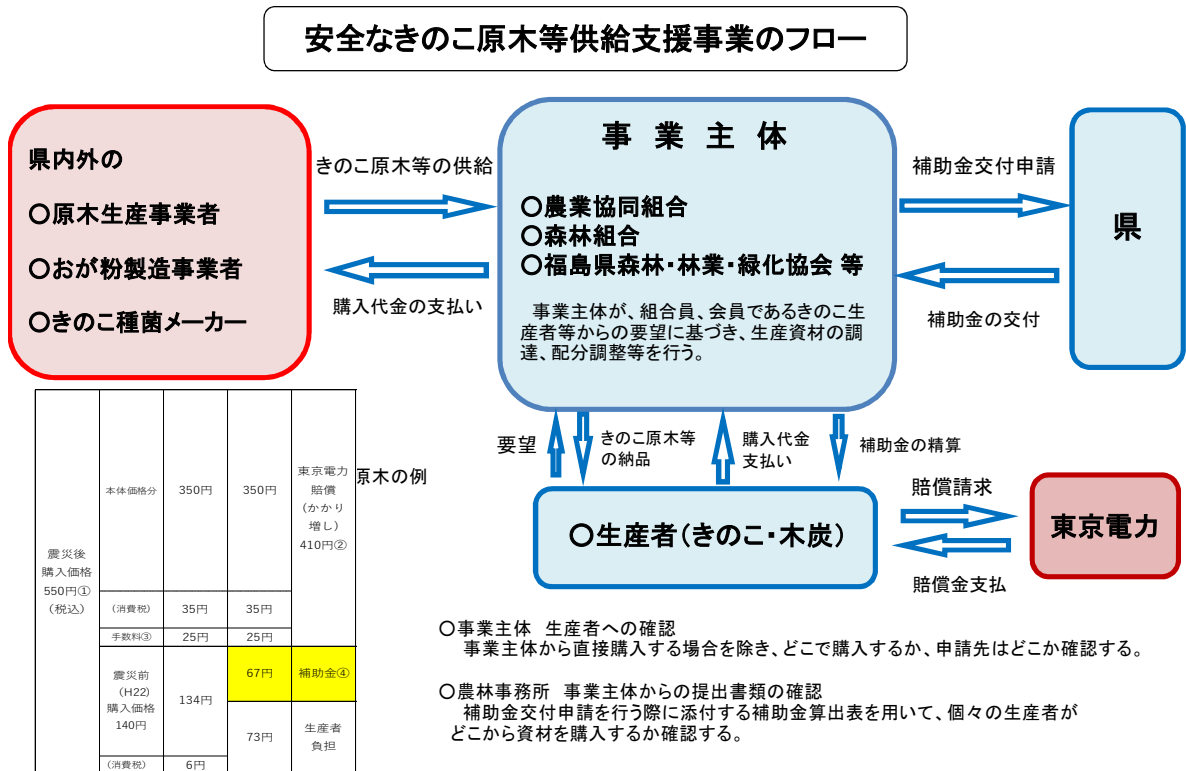 安全なきのこ原木等供給支援事業のフロー
県内外の
○原木生産事業者
○おが粉製造事業者
○きのこ種菌メーカー
きのこ原木等の供給
購入代金の支払い
事 業 主 体
○農業協同組合
○森林組合
○福島県森林・林業・緑化協会 等
事業主体が、組合員、会員であるきのこ生
産者等からの要望に基づき、生産資材の調
達、配分調整等を行う。
補助金交付申請
補助金の交付
県
要望
きのこ原木等
の納品
購入代金
支払い
補助金の精算
○生産者(きのこ・木炭)
賠償請求
賠償金支払
東京電力
原木の例
震災後
購入価格
550円①
(税込)
本体価格分
350円
350円
東京電力
賠償
(かかり
増し)
410円②
(消費税)
35円
35円
手数料③
25円
25円
震災前
(H22)
購入価格
140円
134円
67円
補助金④
73円
生産者
負担
(消費税)
6円
○事業主体 生産者への確認
事業主体から直接購入する場合を除き、どこで購入するか、申請先はどこか確認する。
○農林事務所 事業主体からの提出書類の確認
補助金交付申請を行う際に添付する補助金算出表を用いて、個々の生産者が
どこから資材を購入するか確認する。